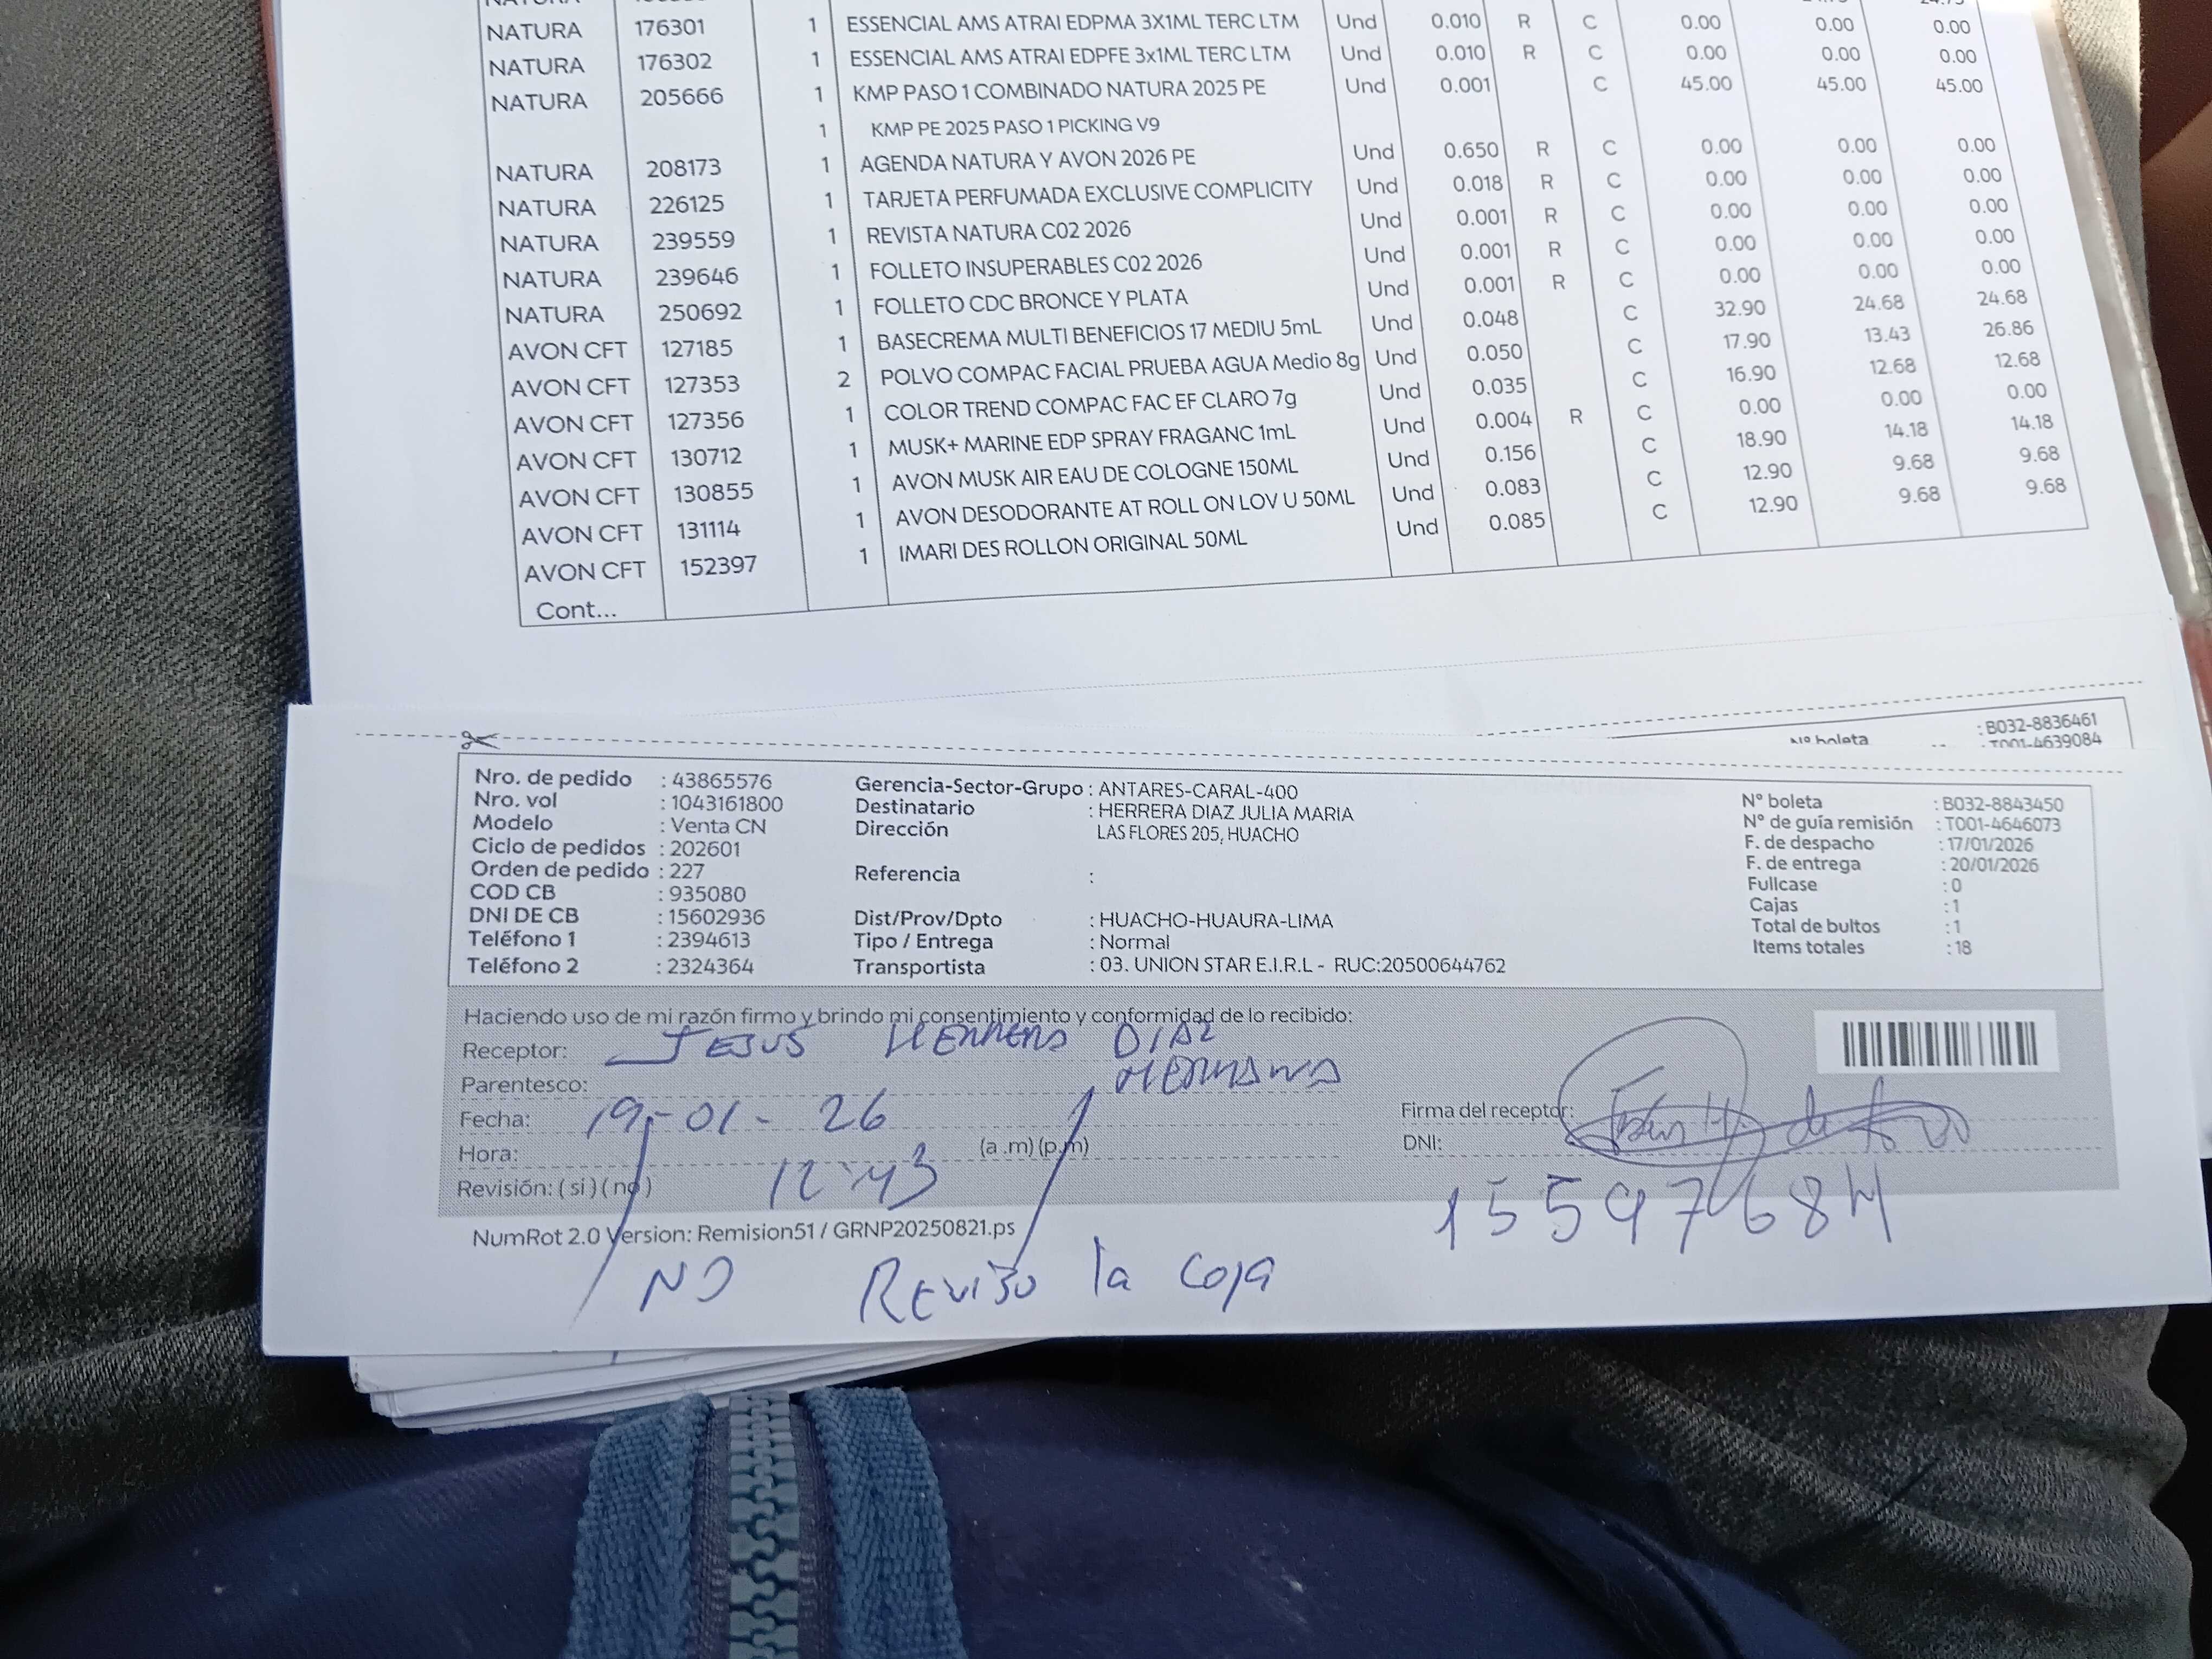 NATURA 176301 1 ESSENCIAL AMS ATRAI EDPMA 3X1ML TERC LTM Und 0.010 R C 0.00 0.00 0.00
NATURA 176302 1 ESSENCIAL AMS ATRAI EDPFE 3x1ML TERC LTM Und 0.010 R C 0.00 0.00 0.00
NATURA 205666 1 KMP PASO 1 COMBINADO NATURA 2025 PE Und 0.001 C 45.00 45.00 45.00
1 KMP PE 2025 PASO 1 PICKING V9
NATURA 208173 1 AGENDA NATURA Y AVON 2026 PE Und 0.650 R C 0.00 0.00 0.00
NATURA 226125 1 TARJETA PERFUMADA EXCLUSIVE COMPLICITY Und 0.018 R C 0.00 0.00 0.00
NATURA 239559 1 REVISTA NATURA C02 2026 Und 0.001 R C 0.00 0.00 0.00
NATURA 239646 1 FOLLETO INSUPERABLES C02 2026 Und 0.001 R C 0.00 0.00 0.00
NATURA 250692 1 FOLLETO CDC BRONCE Y PLATA Und 0.001 R C 0.00 0.00 0.00
AVON CFT 127185 1 BASECREMA MULTI BENEFICIOS 17 MEDIU 5mL Und 0.048 C 32.90 24.68 24.68
AVON CFT 127353 2 POLVO COMPAC FACIAL PRUEBA AGUA Medio 8g Und 0.050 C 17.90 13.43 26.86
AVON CFT 127356 1 COLOR TREND COMPAC FAC EF CLARO 7g Und 0.035 C 16.90 12.68 12.68
AVON CFT 130712 1 MUSK+ MARINE EDP SPRAY FRAGANC 1mL Und 0.004 R C 0.00 0.00 0.00
AVON CFT 130855 1 AVON MUSK AIR EAU DE COLOGNE 150ML Und 0.156 C 18.90 14.18 14.18
AVON CFT 131114 1 AVON DESODORANTE AT ROLL ON LOV U 50ML Und 0.083 C 12.90 9.68 9.68
AVON CFT 152397 1 IMARI DES ROLLON ORIGINAL 50ML Und 0.085 C 12.90 9.68 9.68
Cont...
Nº boleta : B032-8836461
: T001-4639084
Nro. de pedido : 43865576 Gerencia-Sector-Grupo : ANTARES-CARAL-400 Nº boleta : B032-8843450
Nro. vol : 1043161800 Destinatario : HERRERA DIAZ JULIA MARIA Nº de guía remisión : T001-4646073
Modelo : Venta CN Dirección LAS FLORES 205, HUACHO F. de despacho : 17/01/2026
Ciclo de pedidos : 202601 F. de entrega : 20/01/2026
Orden de pedido : 227 Referencia : Fullcase : 0
COD CB : 935080 Cajas : 1
DNI DE CB : 15602936 Dist/Prov/Dpto : HUACHO-HUAURA-LIMA Total de bultos : 1
Teléfono 1 : 2394613 Tipo / Entrega : Normal Items totales : 18
Teléfono 2 : 2324364 Transportista : 03. UNION STAR E.I.R.L - RUC:20500644762
Haciendo uso de mi razón firmo y brindo mi consentimiento y conformidad de lo recibido:
Receptor: JESUS HERRERA DIAZ
Parentesco: HERMANA
Fecha: 19-01-26 Firma del receptor:
Hora: 12:43 (a.m) (p.m) DNI: 15597684
Revisión: ( si ) ( no )
NumRot 2.0 Version: Remision51 / GRNP20250821.ps
NO REVISO la CAJA